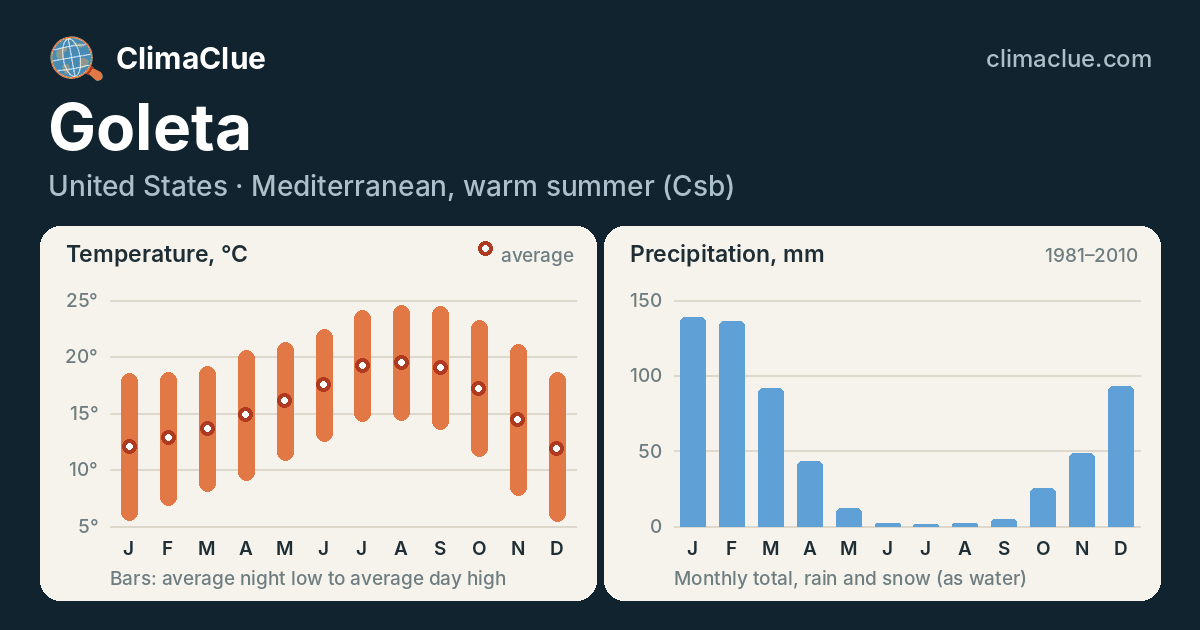 ClimaClue
climaclue.com
Goleta
United States · Mediterranean, warm summer (Csb)
Temperature, °C
average
25°
20°
15°
10°
5°
J F M A M J J A S O N D
Bars: average night low to average day high
Precipitation, mm
1981–2010
150
100
50
0
J F M A M J J A S O N D
Monthly total, rain and snow (as water)